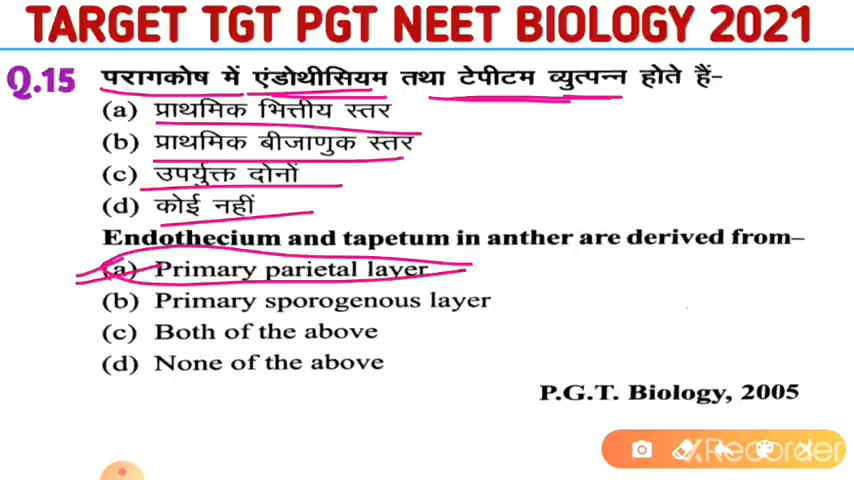 TARGET TGT PGT NEET BIOLOGY 2021
Q.15 परागकोष में एंडोथीसियम तथा टेपीटम व्युत्पन्न होते हैं-
(a) प्राथमिक भित्तीय स्तर
(b) प्राथमिक बीजाणुक स्तर
(c) उपर्युक्त दोनों
(d) कोई नहीं
Endothecium and tapetum in anther are derived from–
(a) Primary parietal layer
(b) Primary sporogenous layer
(c) Both of the above
(d) None of the above
P.G.T. Biology, 2005
XRecorder